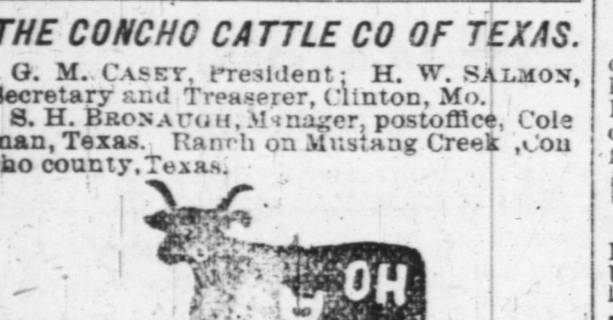 THE CONCHO CATTLE CO OF TEXAS.
G. M. CASEY, President; H. W. SALMON,
Secretary and Treaserer, Clinton, Mo.
S. H. BRONAUGH, Manager, postoffice, Cole
man, Texas. Ranch on Mustang Creek ,Con
ho county, Texas.
OH